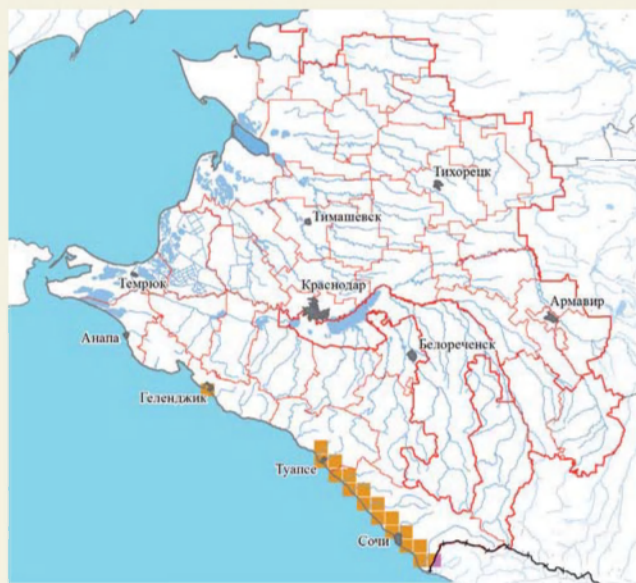 Тихорецк
Тимашевск
Темрюк
Краснодар
Армавир
Анапа
Белореченск
Геленджик
Туапсе
Сочи